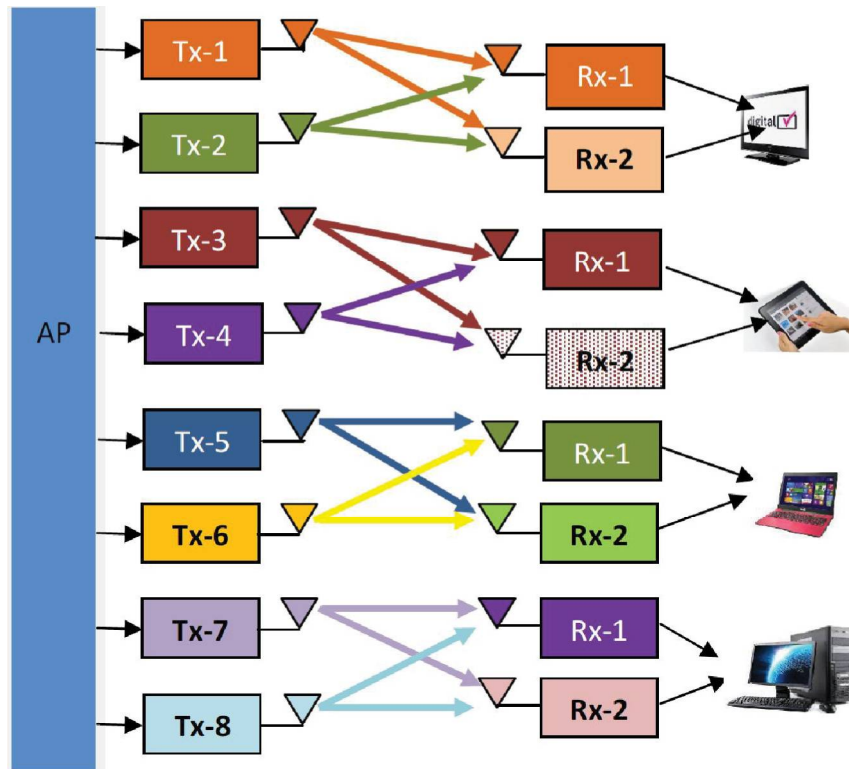 Tx-1
Rx-1
digital
Tx-2
Rx-2
Tx-3
Rx-1
AP
Tx-4
Rx-2
Tx-5
Rx-1
Tx-6
Rx-2
Tx-7
Rx-1
Tx-8
Rx-2